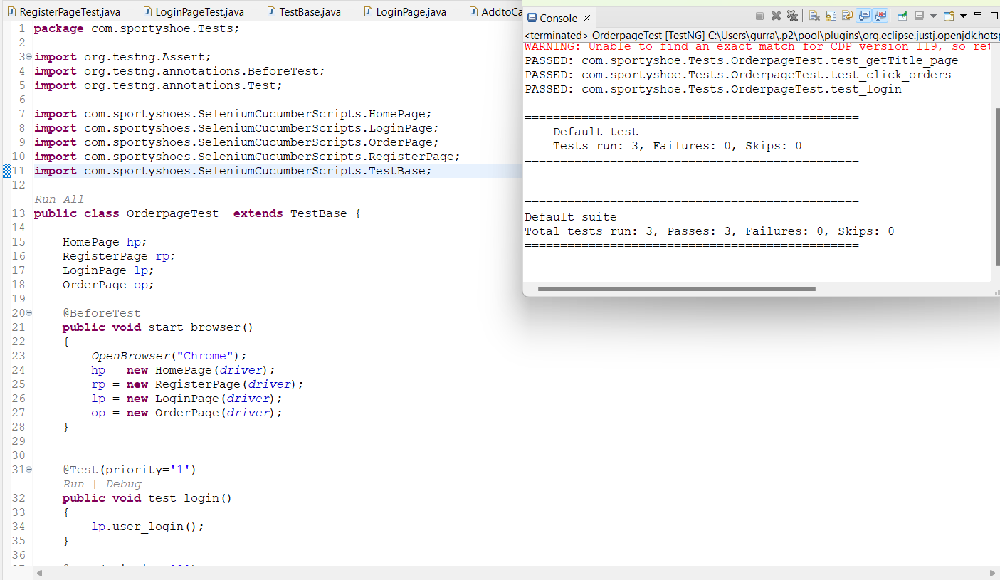 RegisterPageTest.java LoginPageTest.java TestBase.java LoginPage.java AddtoCa
1 package com.sportyshoe.Tests;
2
3 import org.testng.Assert;
4 import org.testng.annotations.BeforeTest;
5 import org.testng.annotations.Test;
6
7 import com.sportyshoes.SeleniumCucumberScripts.HomePage;
8 import com.sportyshoes.SeleniumCucumberScripts.LoginPage;
9 import com.sportyshoes.SeleniumCucumberScripts.OrderPage;
10 import com.sportyshoes.SeleniumCucumberScripts.RegisterPage;
11 import com.sportyshoes.SeleniumCucumberScripts.TestBase;
12
Run All
13 public class OrderpageTest  extends TestBase {
14
15 HomePage hp;
16 RegisterPage rp;
17 LoginPage lp;
18 OrderPage op;
19
20 @BeforeTest
21 public void start_browser()
22 {
23 OpenBrowser("Chrome");
24 hp = new HomePage(driver);
25 rp = new RegisterPage(driver);
26 lp = new LoginPage(driver);
27 op = new OrderPage(driver);
28 }
29
30
31 @Test(priority='1')
Run | Debug
32 public void test_login()
33 {
34 lp.user_login();
35 }
36
Console
<terminated> OrderpageTest [TestNG] C:\Users\gurra\.p2\pool\plugins\org.eclipse.justj.openjdk.hotsp
WARNING: Unable to find an exact match for CDP version 119, so ret
PASSED: com.sportyshoe.Tests.OrderpageTest.test_getTitle_page
PASSED: com.sportyshoe.Tests.OrderpageTest.test_click_orders
PASSED: com.sportyshoe.Tests.OrderpageTest.test_login
===============================================
Default test
Tests run: 3, Failures: 0, Skips: 0
===============================================
===============================================
Default suite
Total tests run: 3, Passes: 3, Failures: 0, Skips: 0
===============================================